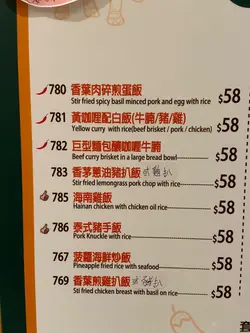 780 香葉肉碎煎蛋飯
Stir fried spicy basil minced pork and egg with rice $58
781 黃咖喱配白飯(牛腩/豬/雞)
Yellow curry with rice(beef brisket / pork / chicken) $58
782 巨型麵包釀咖喱牛腩
Beef curry brisket in a large bread bowl $58
783 香茅蔥油豬扒飯
Stir fried lemongrass pork chop with rice $58
785 海南雞飯
Hainan chicken with chicken oil rice $58
786 泰式豬手飯
Pork Knuckle with rice $58
767 菠蘿海鮮炒飯
Pineapple fried rice with seafood $58
769 香葉煎雞扒飯
Sti fried chicken breast with basil on rice $58